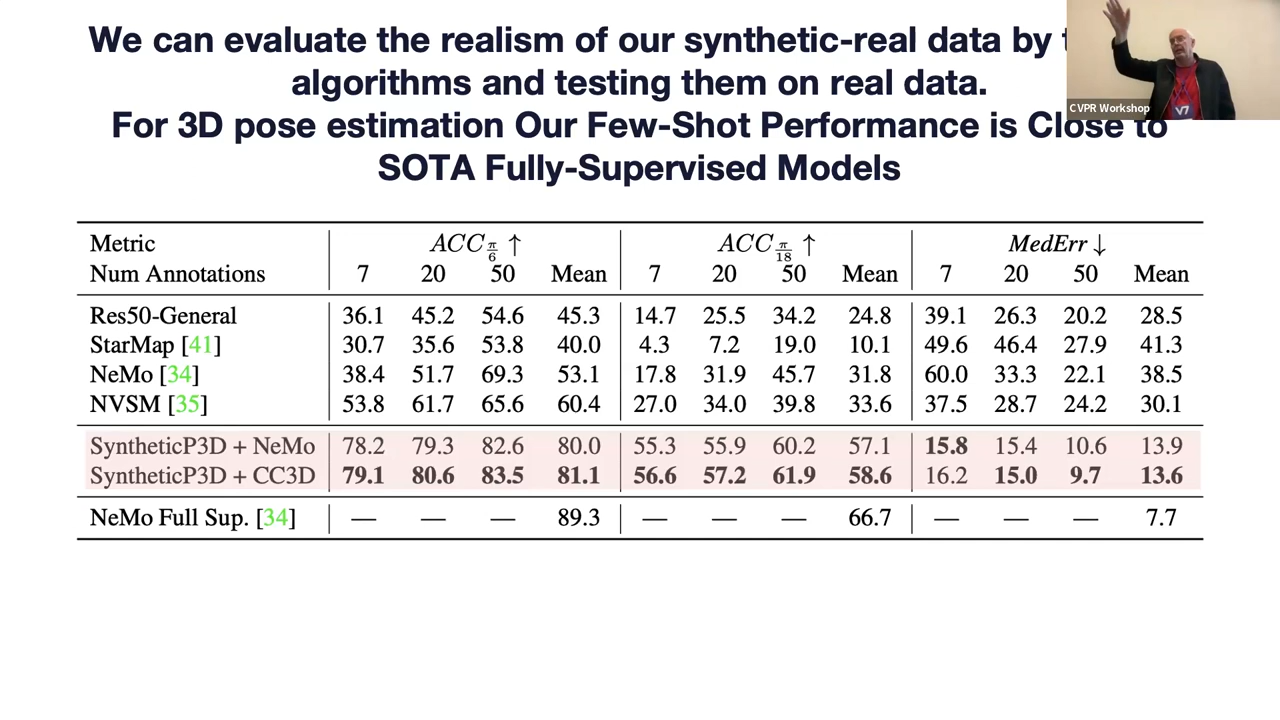 We can evaluate the realism of our synthetic-real data by
algorithms and testing them on real data.
For 3D pose estimation Our Few-Shot Performance is Close to
SOTA Fully-Supervised Models
CVPR Workshop
V7
Metric ACC π/6 ↑ ACC π/18 ↑ MedErr ↓
Num Annotations 7 20 50 Mean 7 20 50 Mean 7 20 50 Mean
Res50-General 36.1 45.2 54.6 45.3 14.7 25.5 34.2 24.8 39.1 26.3 20.2 28.5
StarMap [41] 30.7 35.6 53.8 40.0 4.3 7.2 19.0 10.1 49.6 46.4 27.9 41.3
NeMo [34] 38.4 51.7 69.3 53.1 17.8 31.9 45.7 31.8 60.0 33.3 22.1 38.5
NVSM [35] 53.8 61.7 65.6 60.4 27.0 34.0 39.8 33.6 37.5 28.7 24.2 30.1
SyntheticP3D + NeMo 78.2 79.3 82.6 80.0 55.3 55.9 60.2 57.1 15.8 15.4 10.6 13.9
SyntheticP3D + CC3D 79.1 80.6 83.5 81.1 56.6 57.2 61.9 58.6 16.2 15.0 9.7 13.6
NeMo Full Sup. [34] — — — 89.3 — — — 66.7 — — — 7.7